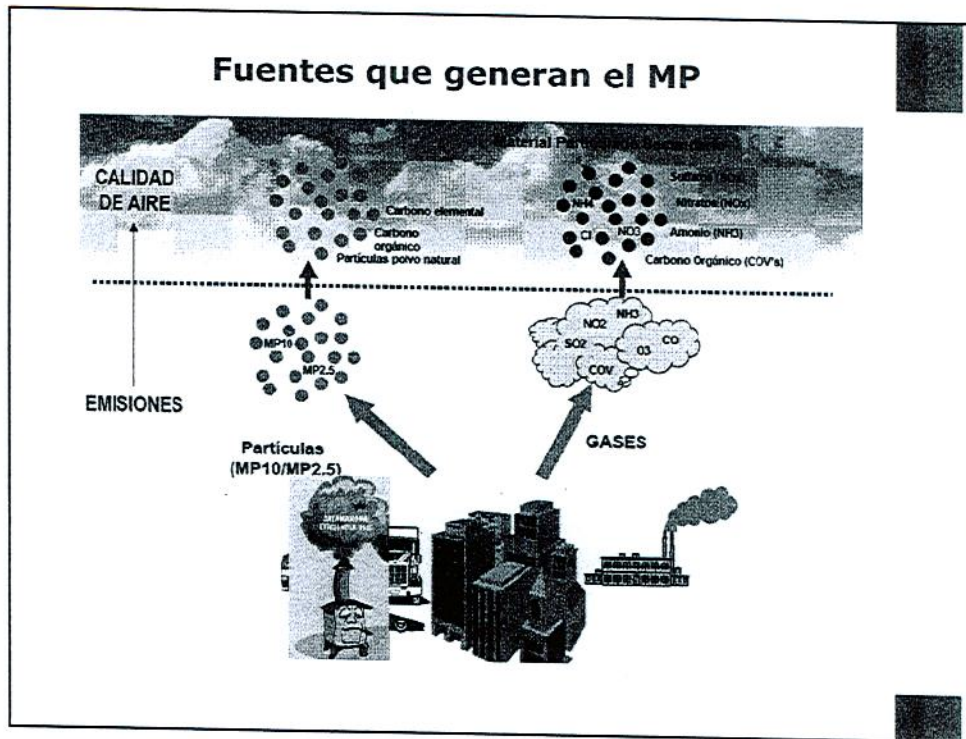 Fuentes que generan el MP
Material
CALIDAD
DE AIRE
Carbono elemental
Carbono
orgánico
Partículas polvo natural
NH4
Cl
NO3
Nitratos (NOx)
Amonio (NH3)
Carbono Orgánico (COV's)
MP10
MP2.5
NO2
NH3
SO2
COV
O3
CO
EMISIONES
Partículas
(MP10/MP2.5)
GASES